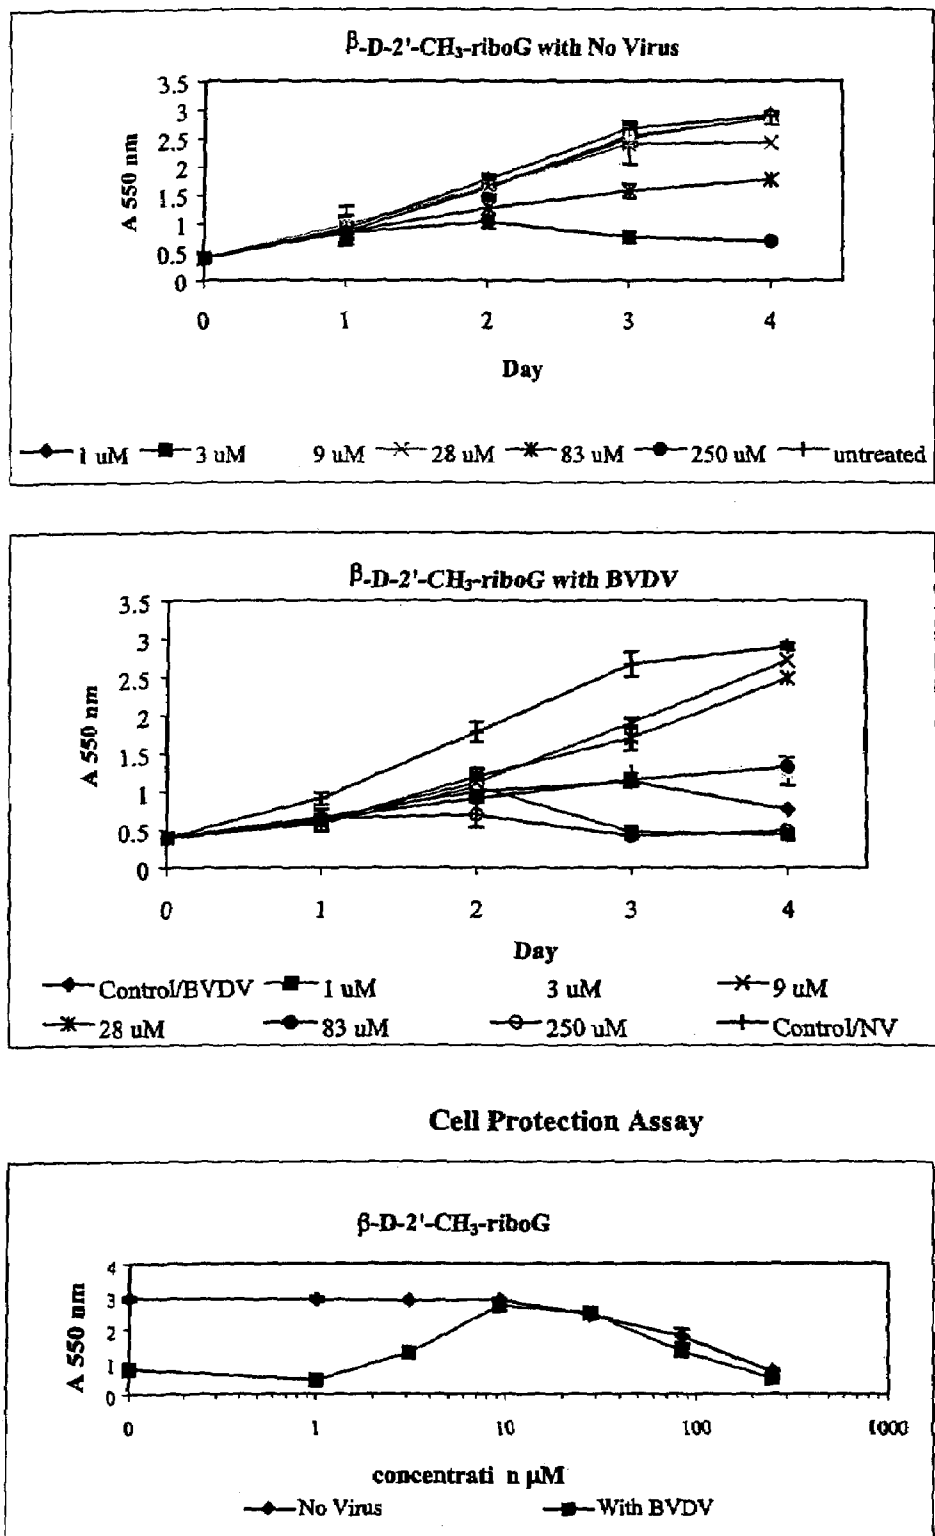 β-D-2'-CH₃-riboG with No Virus
3.5
3
2.5
2
1.5
1
0.5
0
A 550 nm
0 1 2 3 4
Day
1 uM 3 uM 9 uM 28 uM 83 uM 250 uM untreated
β-D-2'-CH₃-riboG with BVDV
3.5
3
2.5
2
1.5
1
0.5
0
A 550 nm
0 1 2 3 4
Day
Control/BVDV 1 uM 3 uM 9 uM
28 uM 83 uM 250 uM Control/NV
Cell Protection Assay
β-D-2'-CH₃-riboG
4
3
2
1
0
A 550 nm
0 1 10 100 1000
concentrati n µM
No Virus With BVDV